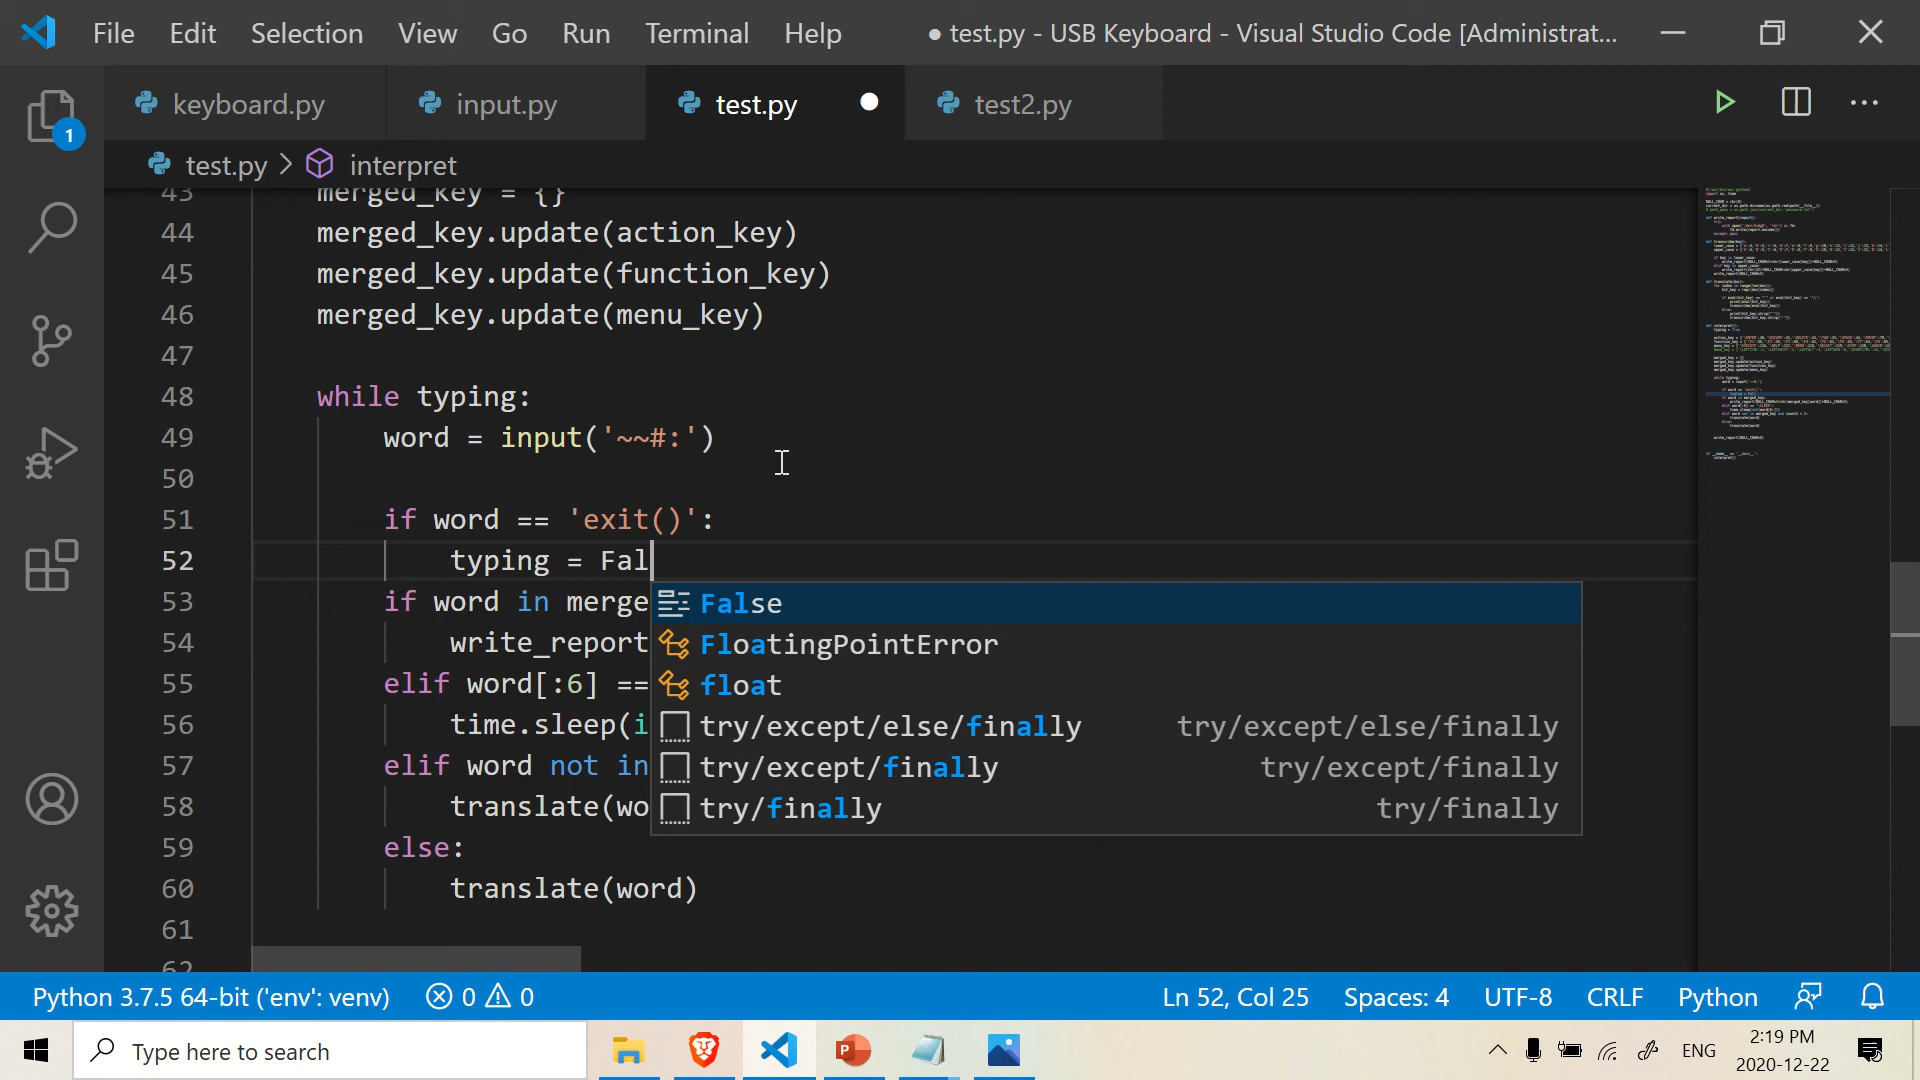 File Edit Selection View Go Run Terminal Help ● test.py - USB Keyboard - Visual Studio Code [Administrat...
keyboard.py input.py test.py test2.py
test.py > interpret
1
43 merged_key = {}
44 merged_key.update(action_key)
45 merged_key.update(function_key)
46 merged_key.update(menu_key)
47
48 while typing:
49 word = input('~~#:')
50
51 if word == 'exit()':
52 typing = Fal
53 if word in merge
54 write_report
55 elif word[:6] ==
56 time.sleep(i
57 elif word not in
58 translate(wo
59 else:
60 translate(word)
61
62
False
FloatingPointError
float
try/except/else/finally try/except/else/finally
try/except/finally try/except/finally
try/finally try/finally
Python 3.7.5 64-bit ('env': venv) 0 0 Ln 52, Col 25 Spaces: 4 UTF-8 CRLF Python
Type here to search
ENG 2:19 PM
2020-12-22